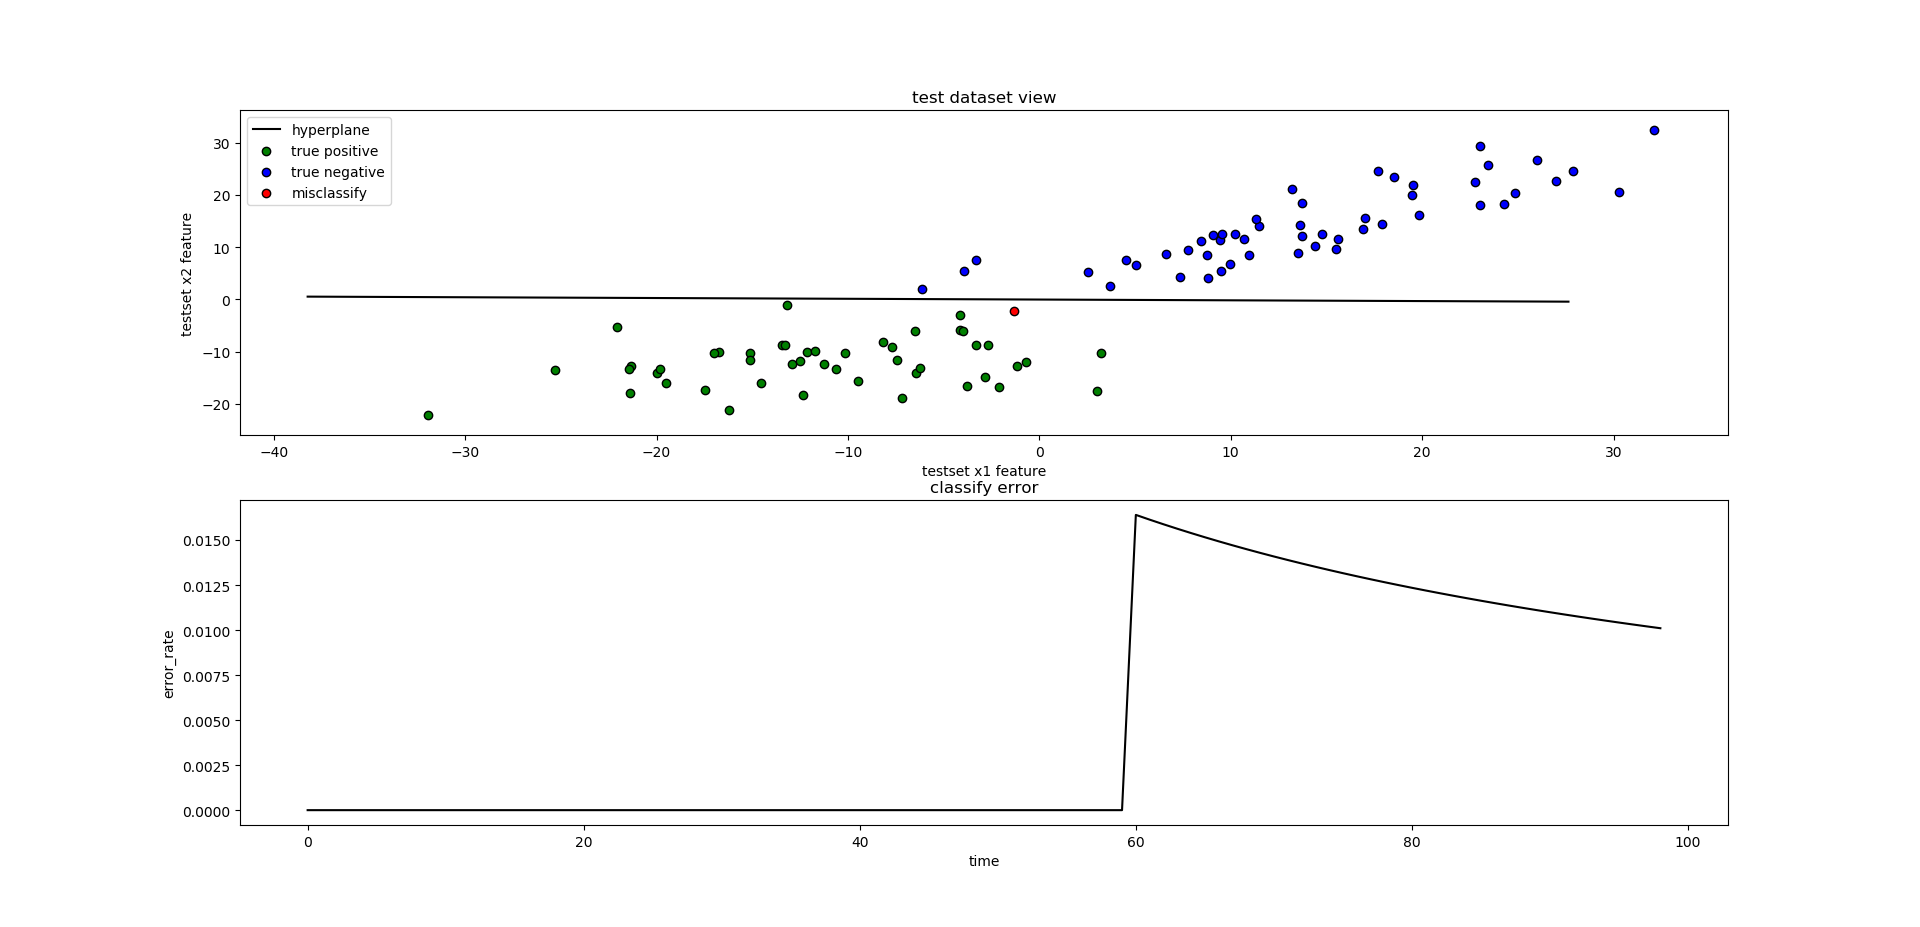 test dataset view
hyperplane
true positive
true negative
misclassify
30
20
10
0
−10
−20
testset x2 feature
−40 −30 −20 −10 0 10 20 30
testset x1 feature
classify error
0.0150
0.0125
0.0100
0.0075
0.0050
0.0025
0.0000
error_rate
0 20 40 60 80 100
time